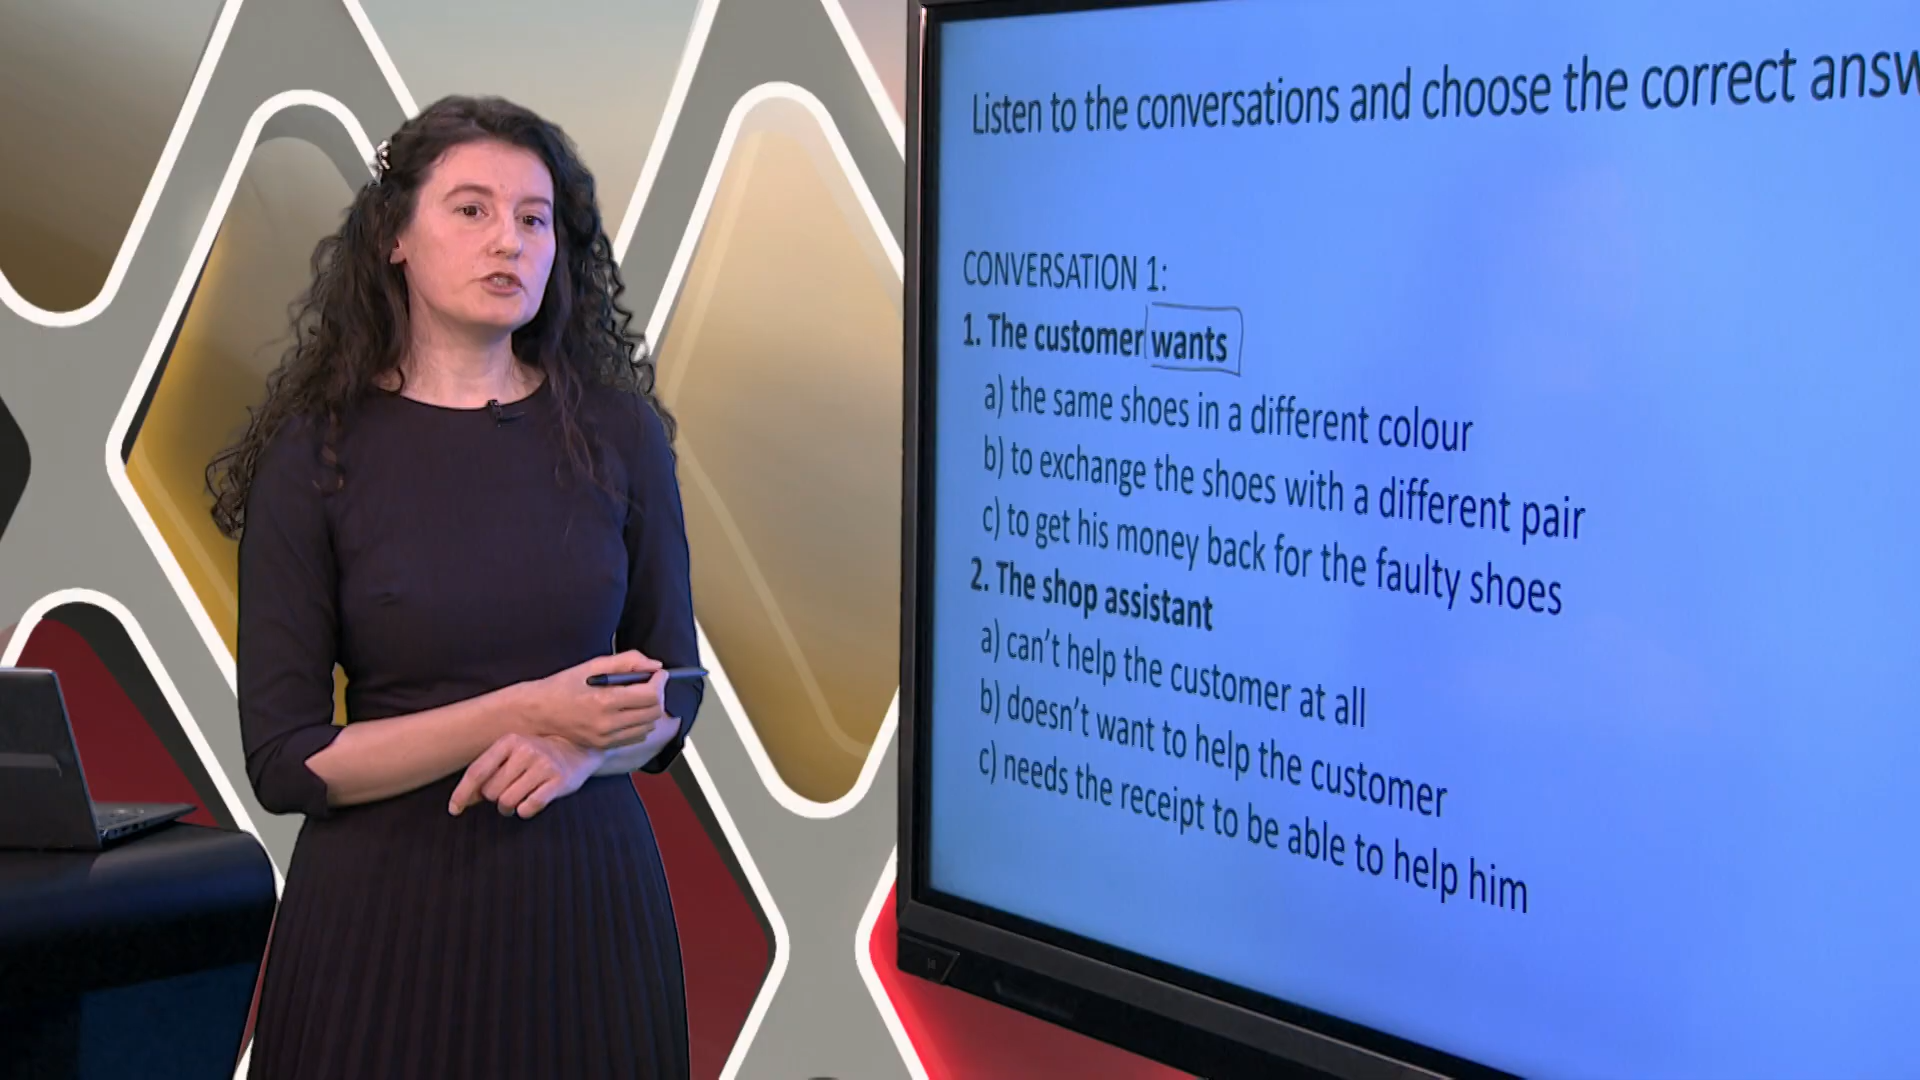 Listen to the conversations and choose the correct
CONVERSATION 1:
1. The customer wants
a) the same shoes in a different colour
b) to exchange the shoes with a different pair
c) to get his money back for the faulty shoes
2. The shop assistant
a) can't help the customer at all
b) doesn't want to help the customer
c) needs the receipt to be able to help him